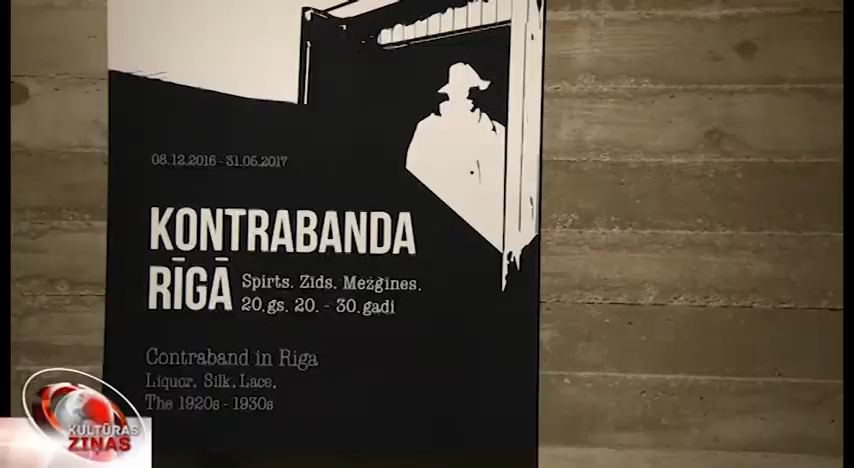 08.12.2016 - 31.05.2017
KONTRABANDA
RĪGĀ
Spirts. Zīds. Mežģīnes.
20.gs. 20. - 30.gadi
Contraband in Riga
Liquor. Silk. Lace.
The 1920s - 1930s
KULTŪRAS
ZIŅAS